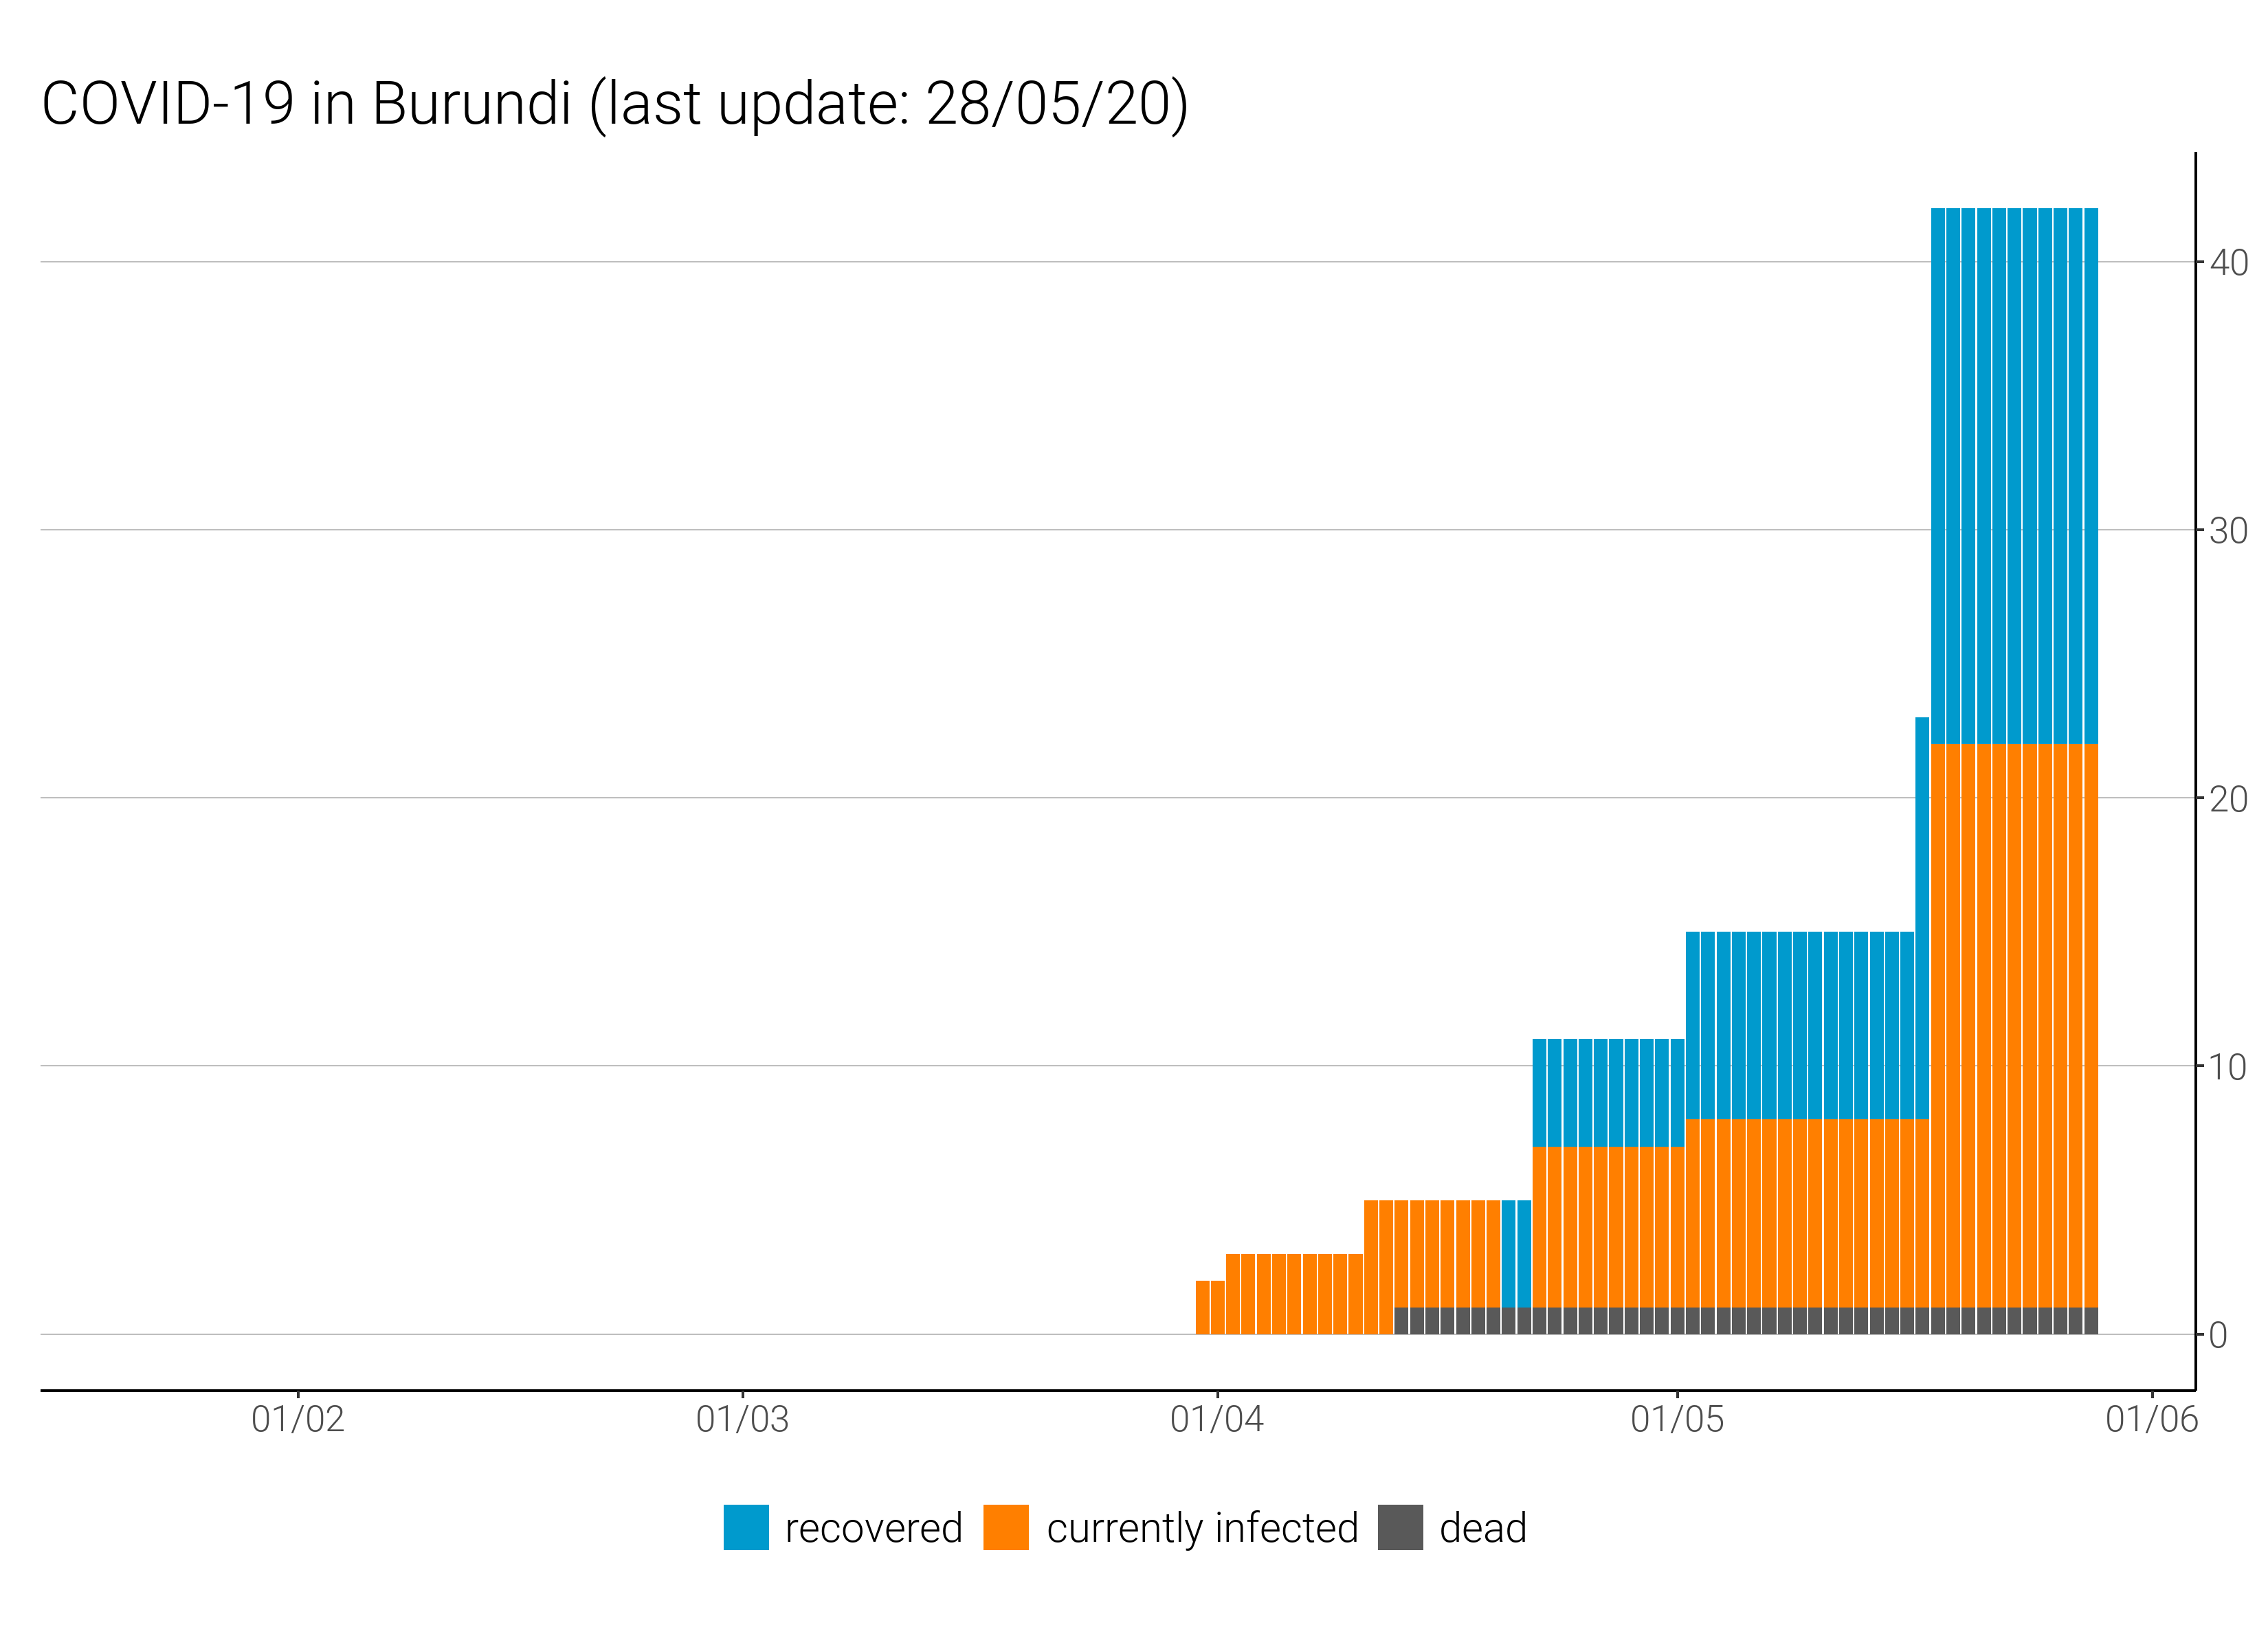 COVID-19 in Burundi (last update: 28/05/20)
40
30
20
10
0
01/02 01/03 01/04 01/05 01/06
recovered currently infected dead